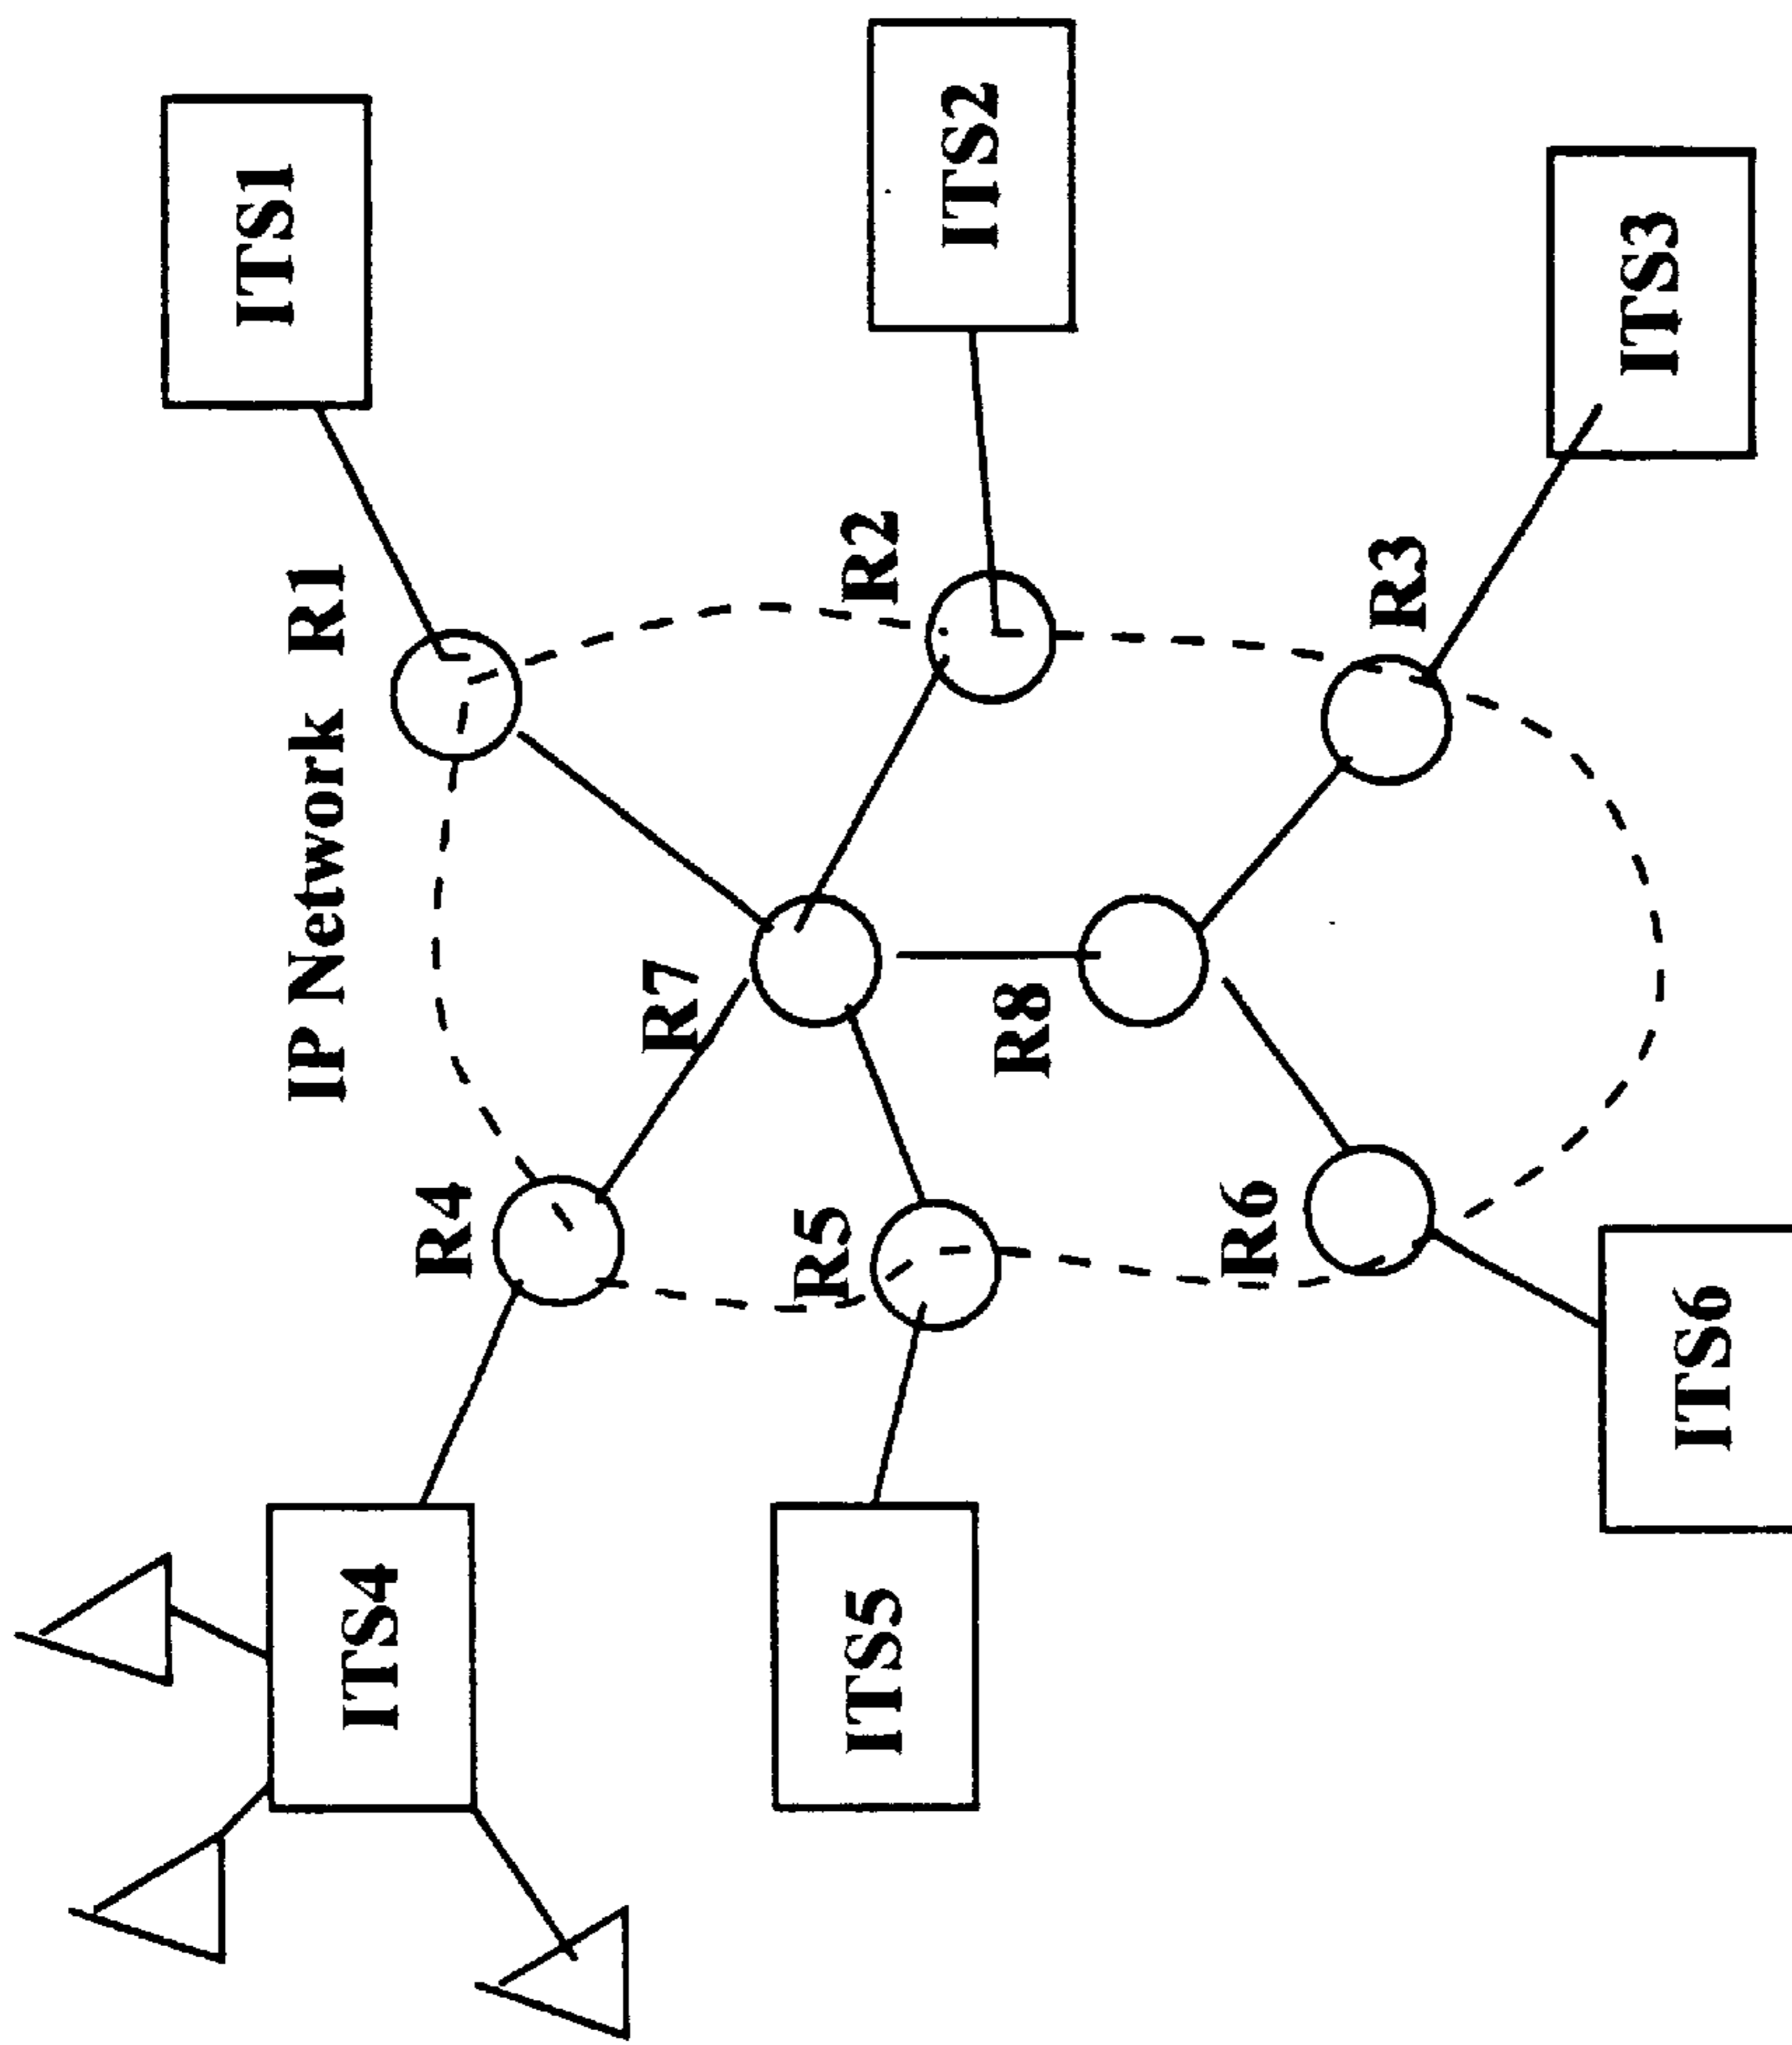 IP Network
R1
ITS1
R4
R7
R2
ITS2
ITS4
R5
R8
ITS5
R6
R3
ITS3
ITS6